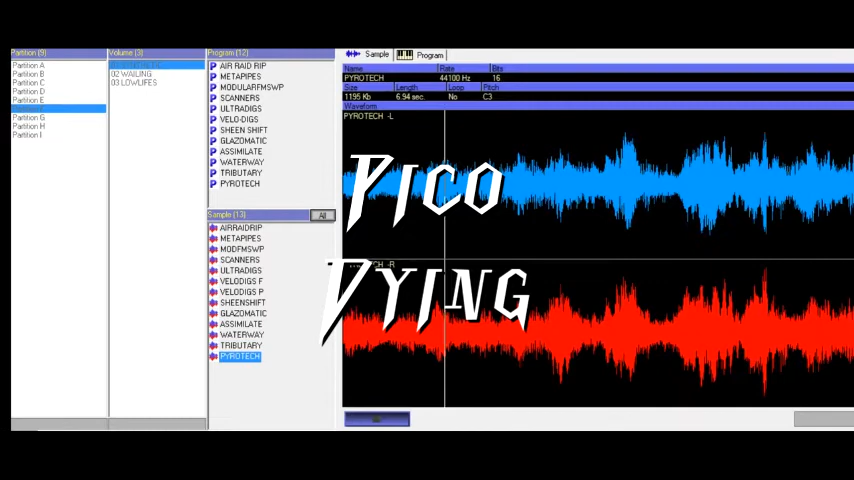 Partition (9)
Partition A
Partition B
Partition C
Partition D
Partition E
Partition G
Partition H
Partition I
Volume (3)
02 WAILING
03 LOWLIFES
Program (12)
AIR RAID RIP
METAPIPES
MODULARFMSWP
SCANNERS
ULTRADIGS
VELO-DIGS
SHEEN SHIFT
GLAZOMATIC
ASSIMILATE
WATERWAY
TRIBUTARY
PYROTECH
Sample (13)
All
AIRRAIDRIP
METAPIPES
MODFMSWP
SCANNERS
ULTRADIGS
VELODIGS F
VELODIGS P
SHEENSHIFT
GLAZOMATIC
ASSIMILATE
WATERWAY
TRIBUTARY
PYROTECH
Sample Program
Name Rate Bits
PYROTECH 44100 Hz 16
Size Length Loop Pitch
1195 Kb 6.94 sec. No C3
Waveform
PYROTECH -L
-R
Pico
Dying